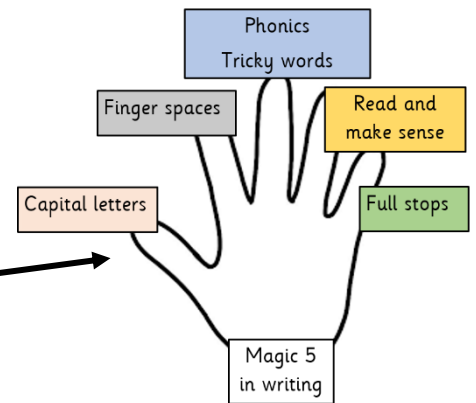 Phonics
Tricky words
Finger spaces
Read and
make sense
Capital letters
Full stops
Magic 5
in writing